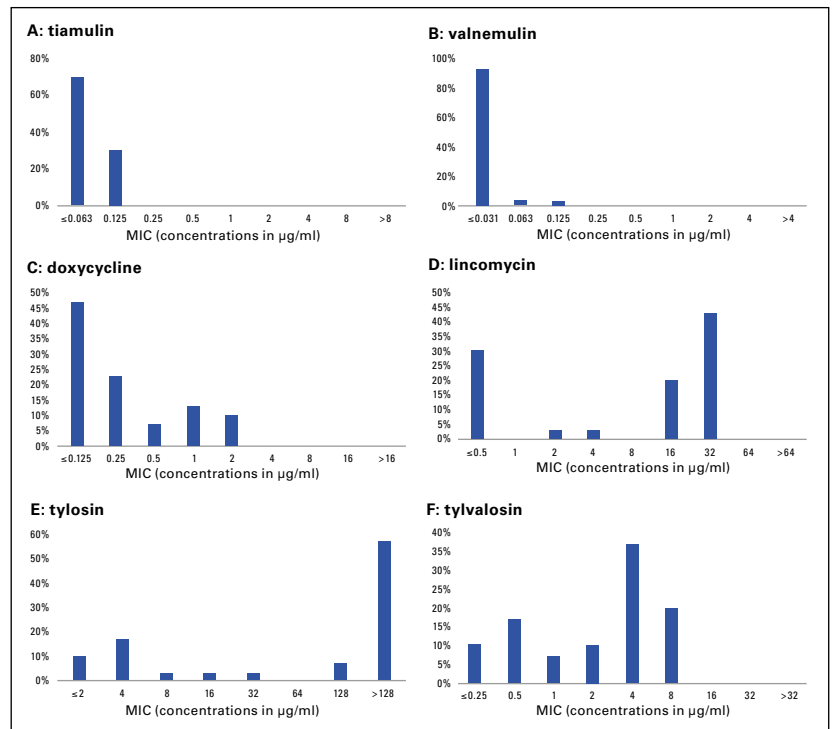 A: tiamulin
80%
60%
40%
20%
0%
≤0.063 0.125 0.25 0.5 1 2 4 8 >8
MIC (concentrations in µg/ml)
B: valnemulin
100%
80%
60%
40%
20%
0%
≤0.031 0.063 0.125 0.25 0.5 1 2 4 >4
MIC (concentrations in µg/ml)
C: doxycycline
50%
45%
40%
35%
30%
25%
20%
15%
10%
5%
0%
≤0.125 0.25 0.5 1 2 4 8 16 >16
MIC (concentrations in µg/ml)
D: lincomycin
50%
45%
40%
35%
30%
25%
20%
15%
10%
5%
0%
≤0.5 1 2 4 8 16 32 64 >64
MIC (concentrations in µg/ml)
E: tylosin
60%
50%
40%
30%
20%
10%
0%
≤2 4 8 16 32 64 128 >128
MIC (concentrations in µg/ml)
F: tylvalosin
40%
35%
30%
25%
20%
15%
10%
5%
0%
≤0.25 0.5 1 2 4 8 16 32 >32
MIC (concentrations in µg/ml)